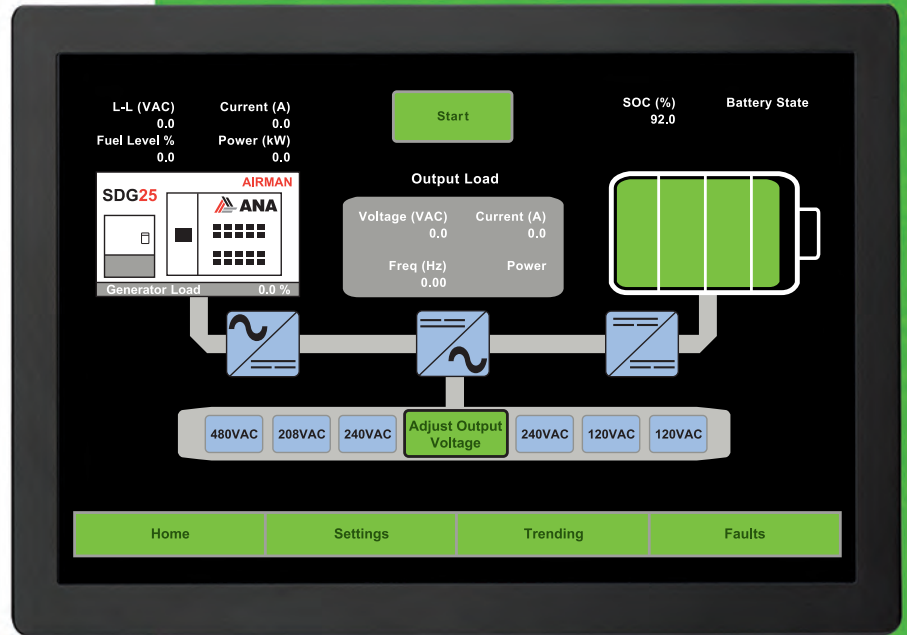 L-L (VAC) Current (A)
0.0 0.0
Fuel Level % Power (kW)
0.0 0.0
Start
SOC (%) Battery State
92.0
AIRMAN
SDG25
ANA
Generator Load 0.0 %
Output Load
Voltage (VAC) Current (A)
0.0 0.0
Freq (Hz) Power
0.00
480VAC 208VAC 240VAC
Adjust Output
Voltage
240VAC 120VAC 120VAC
Home Settings Trending Faults